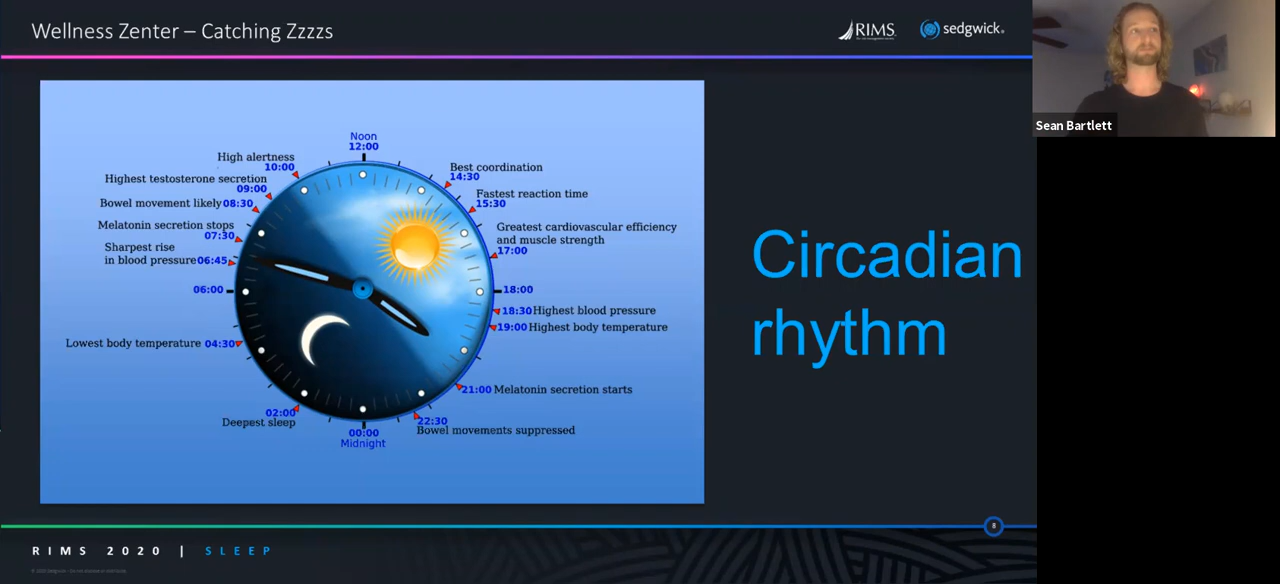 Wellness Zenter – Catching Zzzzs
RIMS
sedgwick.
Sean Bartlett
Noon
12:00
High alertness
10:00
Highest testosterone secretion
09:00
Bowel movement likely 08:30
Melatonin secretion stops
07:30
Sharpest rise
in blood pressure 06:45
06:00
Lowest body temperature 04:30
02:00
Deepest sleep
00:00
Midnight
Best coordination
14:30
Fastest reaction time
15:30
Greatest cardiovascular efficiency
and muscle strength
17:00
18:00
18:30 Highest blood pressure
19:00 Highest body temperature
21:00 Melatonin secretion starts
22:30
Bowel movements suppressed
Circadian
rhythm
8
RIMS 2020 | SLEEP